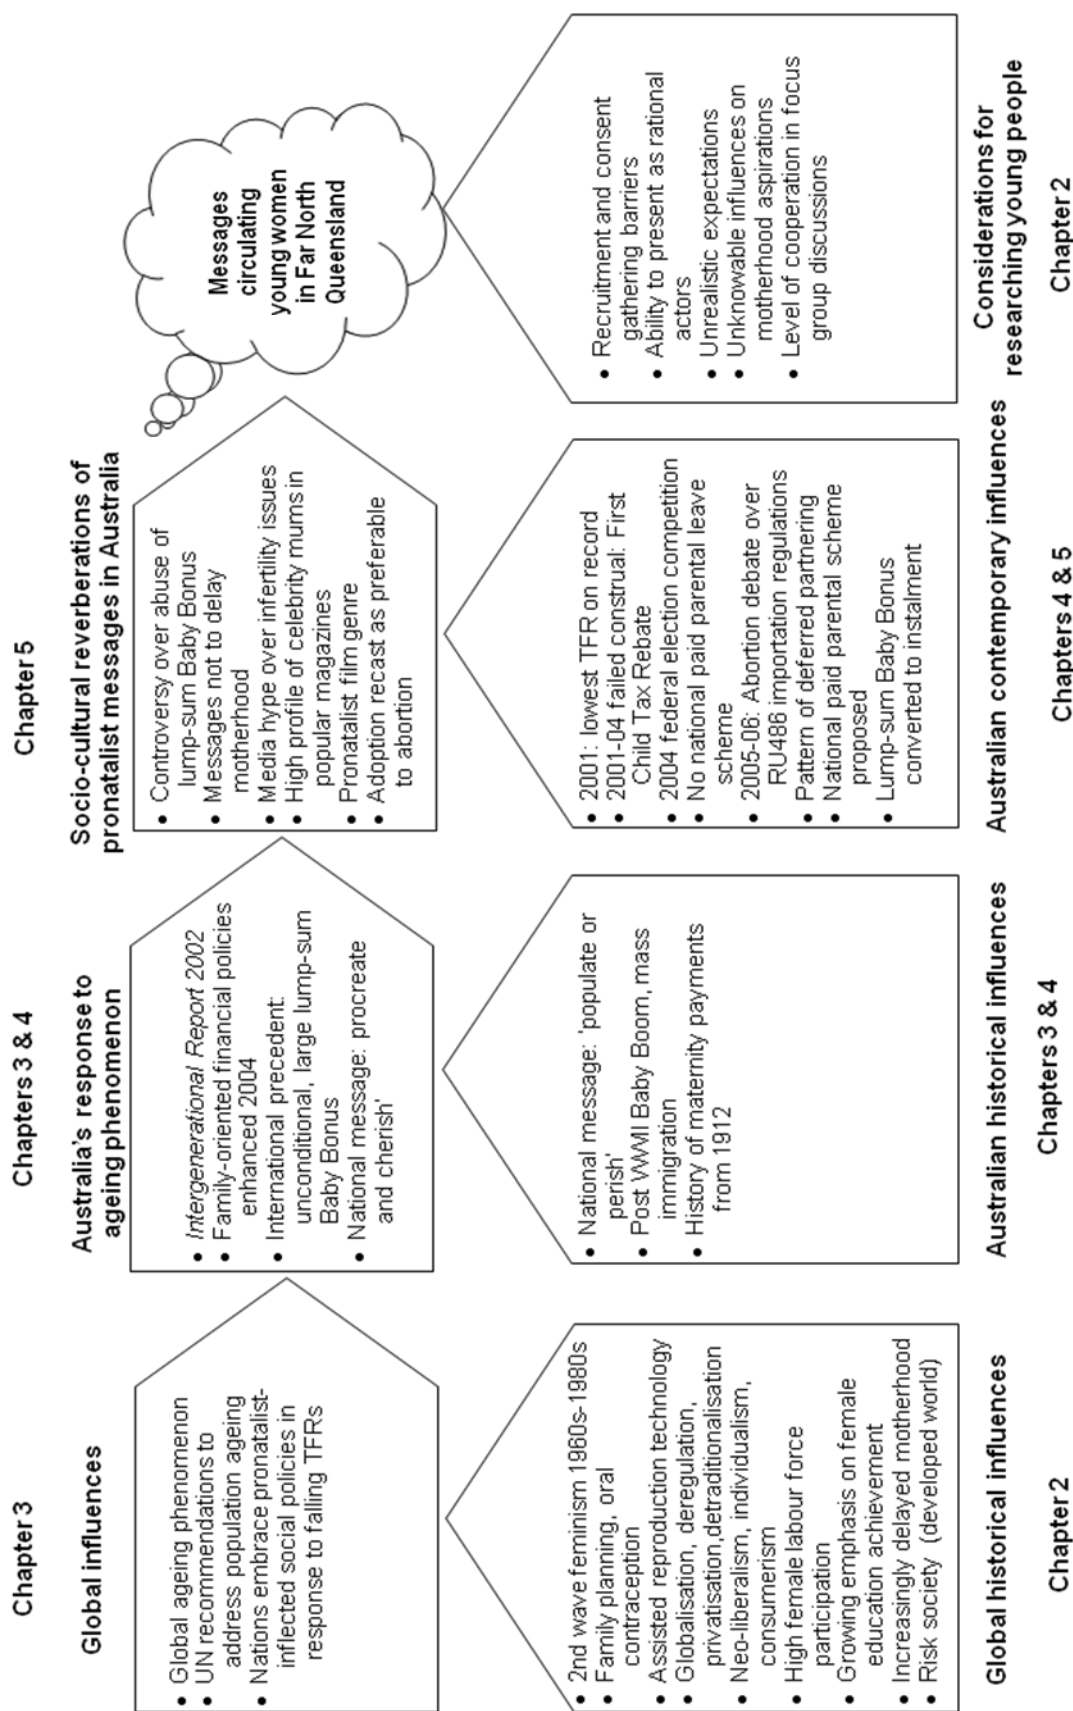 Chapter 3
Global influences
• Global ageing phenomenon
• UN recommendations to
address population ageing
• Nations embrace pronatalist-
inflected social policies in
response to falling TFRs
Chapters 3 & 4
Australia's response to
ageing phenomenon
• Intergenerational Report 2002
• Family-oriented financial policies
enhanced 2004
• International precedent:
unconditional, large lump-sum
Baby Bonus
• National message: procreate
and cherish'
Chapter 5
Socio-cultural reverberations of
pronatalist messages in Australia
• Controversy over abuse of
lump-sum Baby Bonus
• Messages not to delay
motherhood
• Media hype over infertility issues
• High profile of celebrity mums in
popular magazines
• Pronatalist film genre
• Adoption recast as preferable
to abortion
Messages
circulating
young women
in Far North
Queensland
• 2nd wave feminism 1960s-1980s
• Family planning, oral
contraception
• Assisted reproduction technology
• Globalisation, deregulation,
privatisation,detraditionalisation
• Neo-liberalism, individualism,
consumerism
• High female labour force
participation
• Growing emphasis on female
education achievement
• Increasingly delayed motherhood
• Risk society (developed world)
Global historical influences
Chapter 2
• National message: 'populate or
perish'
• Post WWII Baby Boom, mass
immigration
• History of maternity payments
from 1912
Australian historical influences
Chapters 3 & 4
• 2001: lowest TFR on record
• 2001-04 failed construal: First
Child Tax Rebate
• 2004 federal election competition
• No national paid parental leave
scheme
• 2005-06: Abortion debate over
RU486 importation regulations
• Pattern of deferred partnering
• National paid parental scheme
proposed
• Lump-sum Baby Bonus
converted to instalment
Australian contemporary influences
Chapters 4 & 5
• Recruitment and consent
gathering barriers
• Ability to present as rational
actors
• Unrealistic expectations
• Unknowable influences on
motherhood aspirations
• Level of cooperation in focus
group discussions
Considerations for
researching young people
Chapter 2